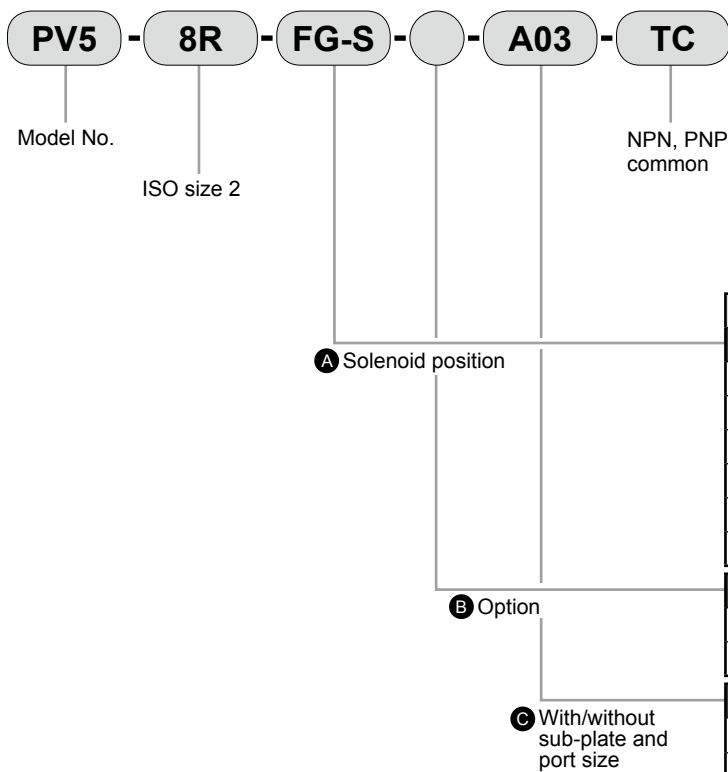 PV5 - 8R - FG-S - - A03 - TC
Model No.
NPN, PNP
common
ISO size 2
A Solenoid position
B Option
C With/without
sub-plate and
port size